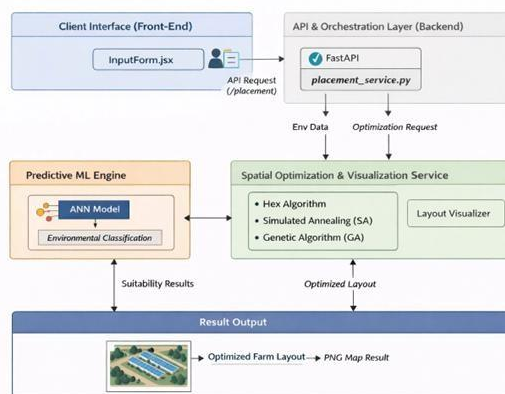 Client Interface (Front-End)
InputForm.jsx
API Request
(/placement)
API & Orchestration Layer (Backend)
FastAPI
placement_service.py
Env Data
Optimization Request
Predictive ML Engine
ANN Model
Environmental Classification
Spatial Optimization & Visualization Service
• Hex Algorithm
• Simulated Annealing (SA)
• Genetic Algorithm (GA)
Layout Visualizer
Suitability Results
Optimized Layout
Result Output
Optimized Farm Layout
PNG Map Result